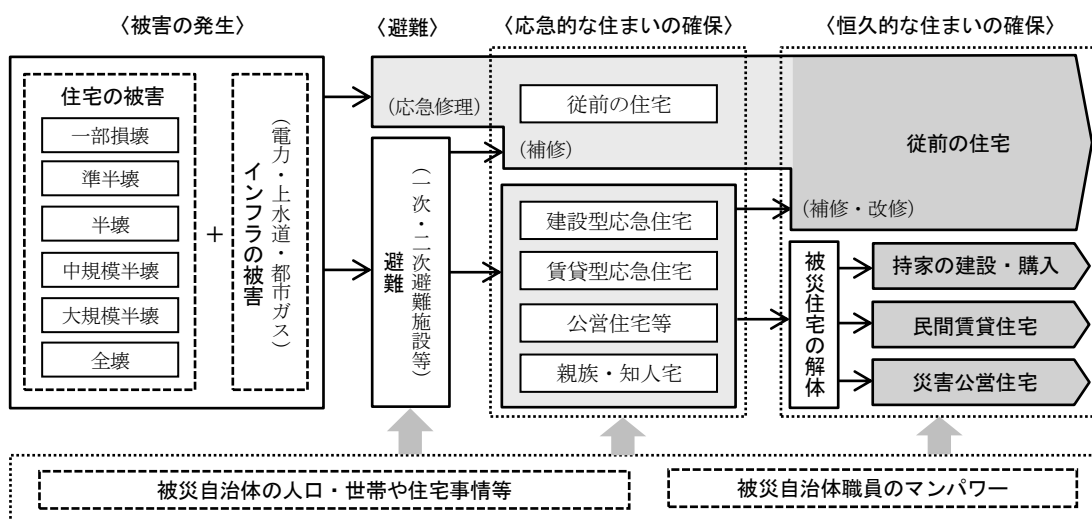 〈被害の発生〉
〈避難〉
〈応急的な住まいの確保〉
〈恒久的な住まいの確保〉
住宅の被害
一部損壊
準半壊
半壊
中規模半壊
大規模半壊
全壊
+
インフラの被害
(電力・上水道・都市ガス)
(応急修理)
避難
(一次・二次避難施設等)
従前の住宅
(補修)
建設型応急住宅
賃貸型応急住宅
公営住宅等
親族・知人宅
従前の住宅
(補修・改修)
被災住宅の解体
持家の建設・購入
民間賃貸住宅
災害公営住宅
被災自治体の人口・世帯や住宅事情等
被災自治体職員のマンパワー